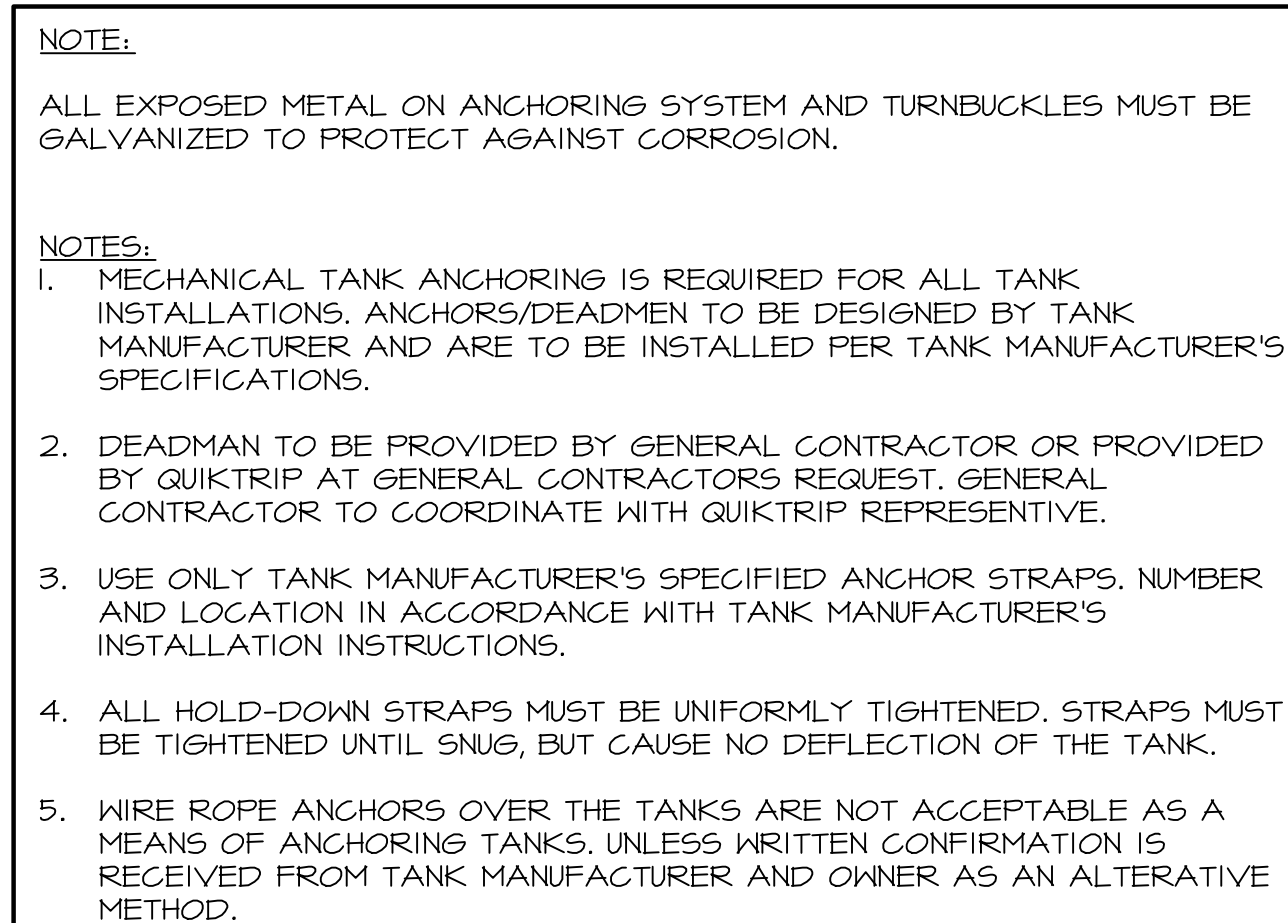 NOTE:
ALL EXPOSED METAL ON ANCHORING SYSTEM AND TURNBUCKLES MUST BE
GALVANIZED TO PROTECT AGAINST CORROSION.
NOTES:
1. MECHANICAL TANK ANCHORING IS REQUIRED FOR ALL TANK
INSTALLATIONS. ANCHORS/DEADMEN TO BE DESIGNED BY TANK
MANUFACTURER AND ARE TO BE INSTALLED PER TANK MANUFACTURER'S
SPECIFICATIONS.
2. DEADMAN TO BE PROVIDED BY GENERAL CONTRACTOR OR PROVIDED
BY QUIKTRIP AT GENERAL CONTRACTORS REQUEST. GENERAL
CONTRACTOR TO COORDINATE WITH QUIKTRIP REPRESENTIVE.
3. USE ONLY TANK MANUFACTURER'S SPECIFIED ANCHOR STRAPS. NUMBER
AND LOCATION IN ACCORDANCE WITH TANK MANUFACTURER'S
INSTALLATION INSTRUCTIONS.
4. ALL HOLD-DOWN STRAPS MUST BE UNIFORMLY TIGHTENED. STRAPS MUST
BE TIGHTENED UNTIL SNUG, BUT CAUSE NO DEFLECTION OF THE TANK.
5. WIRE ROPE ANCHORS OVER THE TANKS ARE NOT ACCEPTABLE AS A
MEANS OF ANCHORING TANKS. UNLESS WRITTEN CONFIRMATION IS
RECEIVED FROM TANK MANUFACTURER AND OWNER AS AN ALTERATIVE
METHOD.